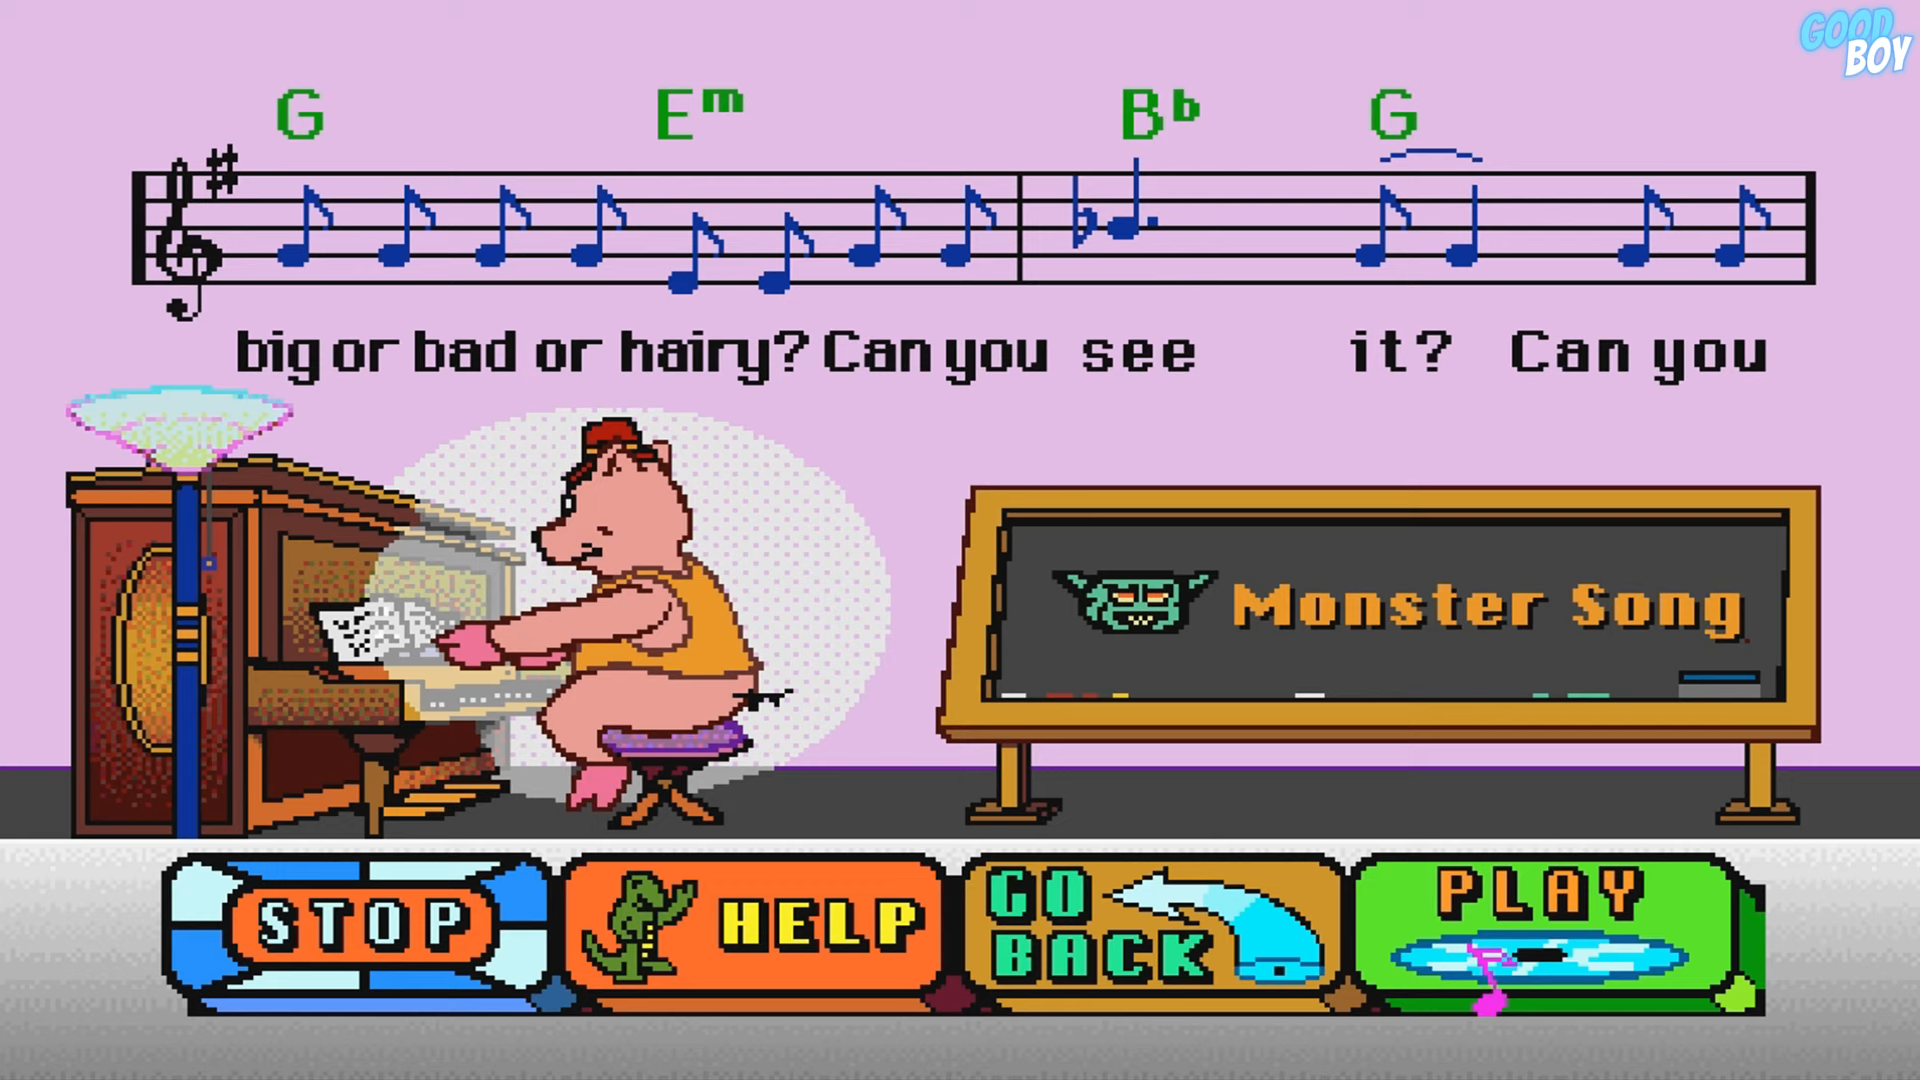 GOOD
BOY
G Em Bb G
big or bad or hairy? Can you see it? Can you
Monster Song
STOP
HELP
GO
BACK
PLAY